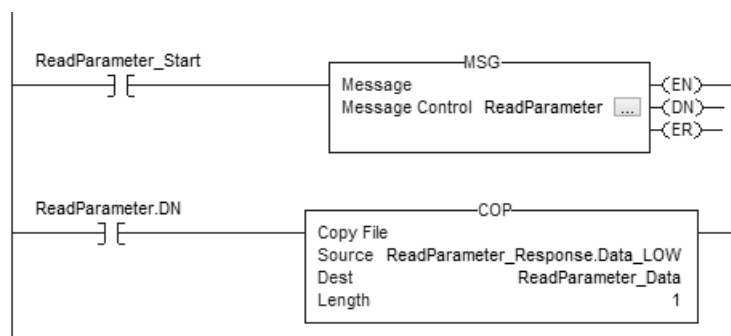 ReadParameter_Start
MSG
Message
Message Control ReadParameter ...
EN
DN
ER
ReadParameter.DN
COP
Copy File
Source ReadParameter_Response.Data_LOW
Dest ReadParameter_Data
Length 1